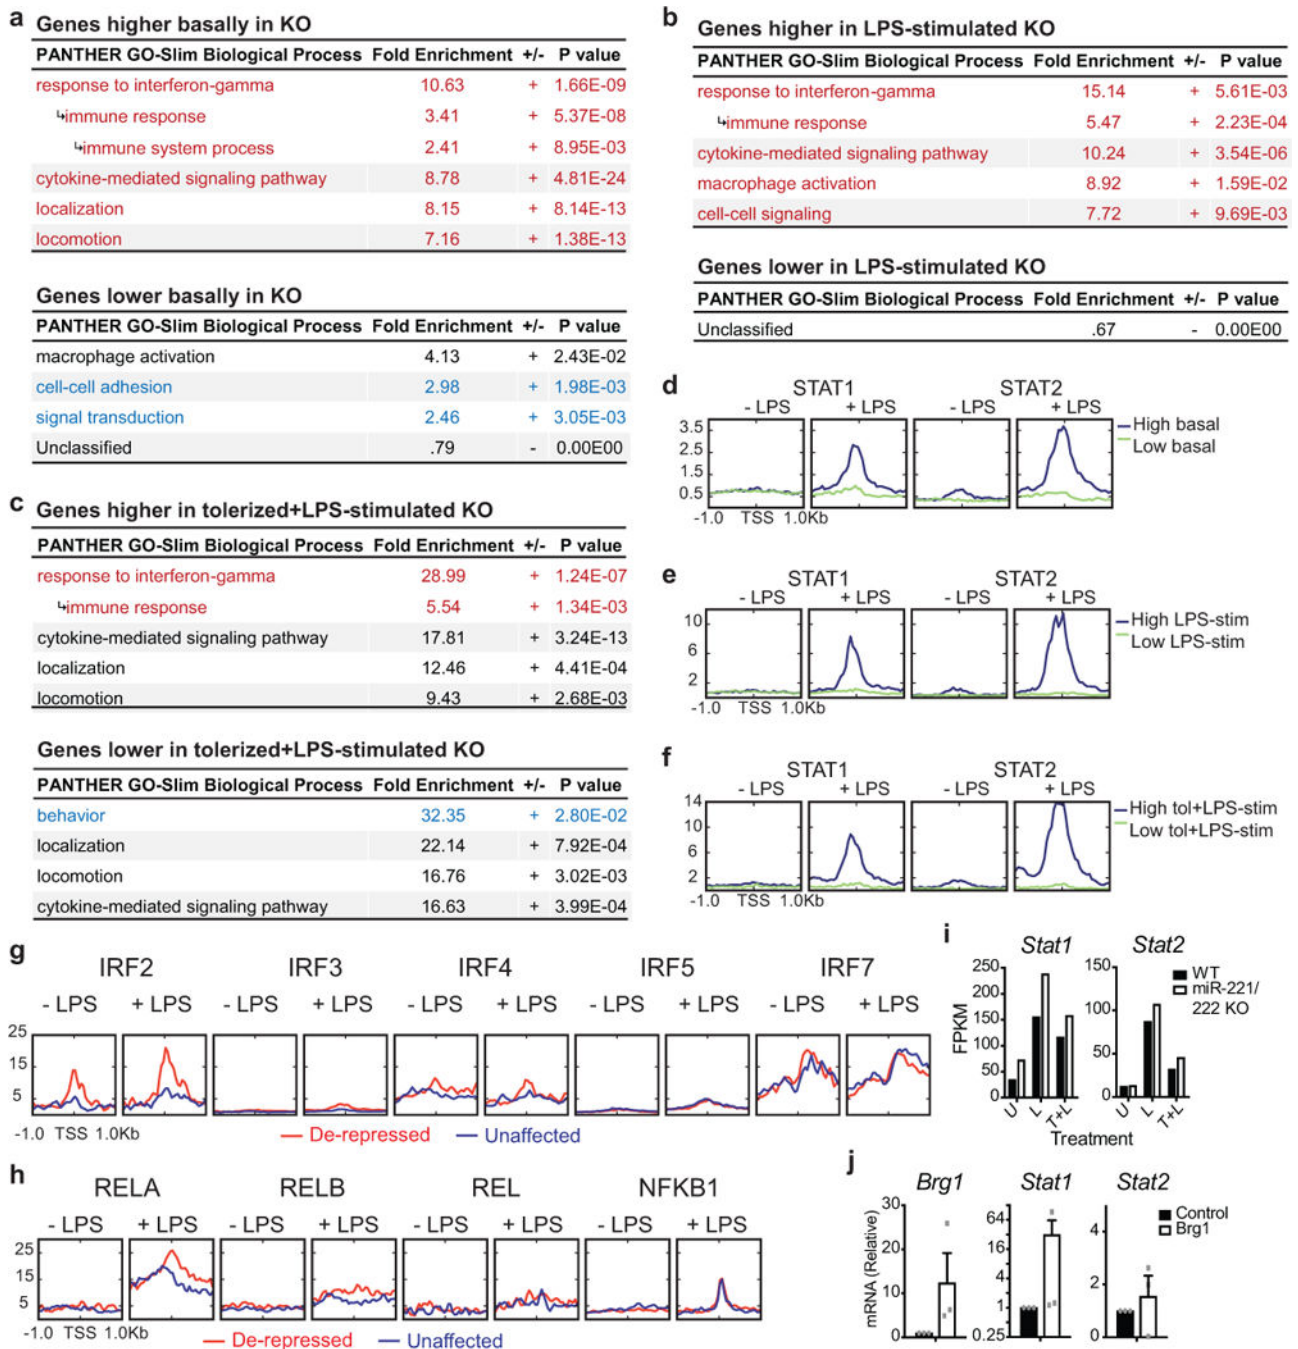 a Genes higher basally in KO
PANTHER GO-Slim Biological Process Fold Enrichment +/- P value
response to interferon-gamma 10.63 + 1.66E-09
↳immune response 3.41 + 5.37E-08
↳immune system process 2.41 + 8.95E-03
cytokine-mediated signaling pathway 8.78 + 4.81E-24
localization 8.15 + 8.14E-13
locomotion 7.16 + 1.38E-13
Genes lower basally in KO
PANTHER GO-Slim Biological Process Fold Enrichment +/- P value
macrophage activation 4.13 + 2.43E-02
cell-cell adhesion 2.98 + 1.98E-03
signal transduction 2.46 + 3.05E-03
Unclassified .79 - 0.00E00
b Genes higher in LPS-stimulated KO
PANTHER GO-Slim Biological Process Fold Enrichment +/- P value
response to interferon-gamma 15.14 + 5.61E-03
↳immune response 5.47 + 2.23E-04
cytokine-mediated signaling pathway 10.24 + 3.54E-06
macrophage activation 8.92 + 1.59E-02
cell-cell signaling 7.72 + 9.69E-03
Genes lower in LPS-stimulated KO
PANTHER GO-Slim Biological Process Fold Enrichment +/- P value
Unclassified .67 - 0.00E00
c Genes higher in tolerized+LPS-stimulated KO
PANTHER GO-Slim Biological Process Fold Enrichment +/- P value
response to interferon-gamma 28.99 + 1.24E-07
↳immune response 5.54 + 1.34E-03
cytokine-mediated signaling pathway 17.81 + 3.24E-13
localization 12.46 + 4.41E-04
locomotion 9.43 + 2.68E-03
Genes lower in tolerized+LPS-stimulated KO
PANTHER GO-Slim Biological Process Fold Enrichment +/- P value
behavior 32.35 + 2.80E-02
localization 22.14 + 7.92E-04
locomotion 16.76 + 3.02E-03
cytokine-mediated signaling pathway 16.63 + 3.99E-04
d STAT1 STAT2
- LPS + LPS - LPS + LPS
3.5
2.5
1.5
0.5
High basal
Low basal
-1.0 TSS 1.0Kb
e STAT1 STAT2
- LPS + LPS - LPS + LPS
10
6
2
High LPS-stim
Low LPS-stim
-1.0 TSS 1.0Kb
f STAT1 STAT2
- LPS + LPS - LPS + LPS
14
10
6
2
High tol+LPS-stim
Low tol+LPS-stim
-1.0 TSS 1.0Kb
g IRF2 IRF3 IRF4 IRF5 IRF7
- LPS + LPS - LPS + LPS - LPS + LPS - LPS + LPS - LPS + LPS
25
15
5
-1.0 TSS 1.0Kb
De-repressed Unaffected
h RELA RELB REL NFKB1
- LPS + LPS - LPS + LPS - LPS + LPS - LPS + LPS
25
15
5
-1.0 TSS 1.0Kb
De-repressed Unaffected
i Stat1 Stat2
FPKM
250
200
150
100
50
0
U L T+L
150
100
50
0
U L T+L
WT
miR-221/
222 KO
Treatment
j Brg1 Stat1 Stat2
mRNA (Relative)
30
20
10
0
64
16
4
1
0.25
4
2
0
Control
Brg1